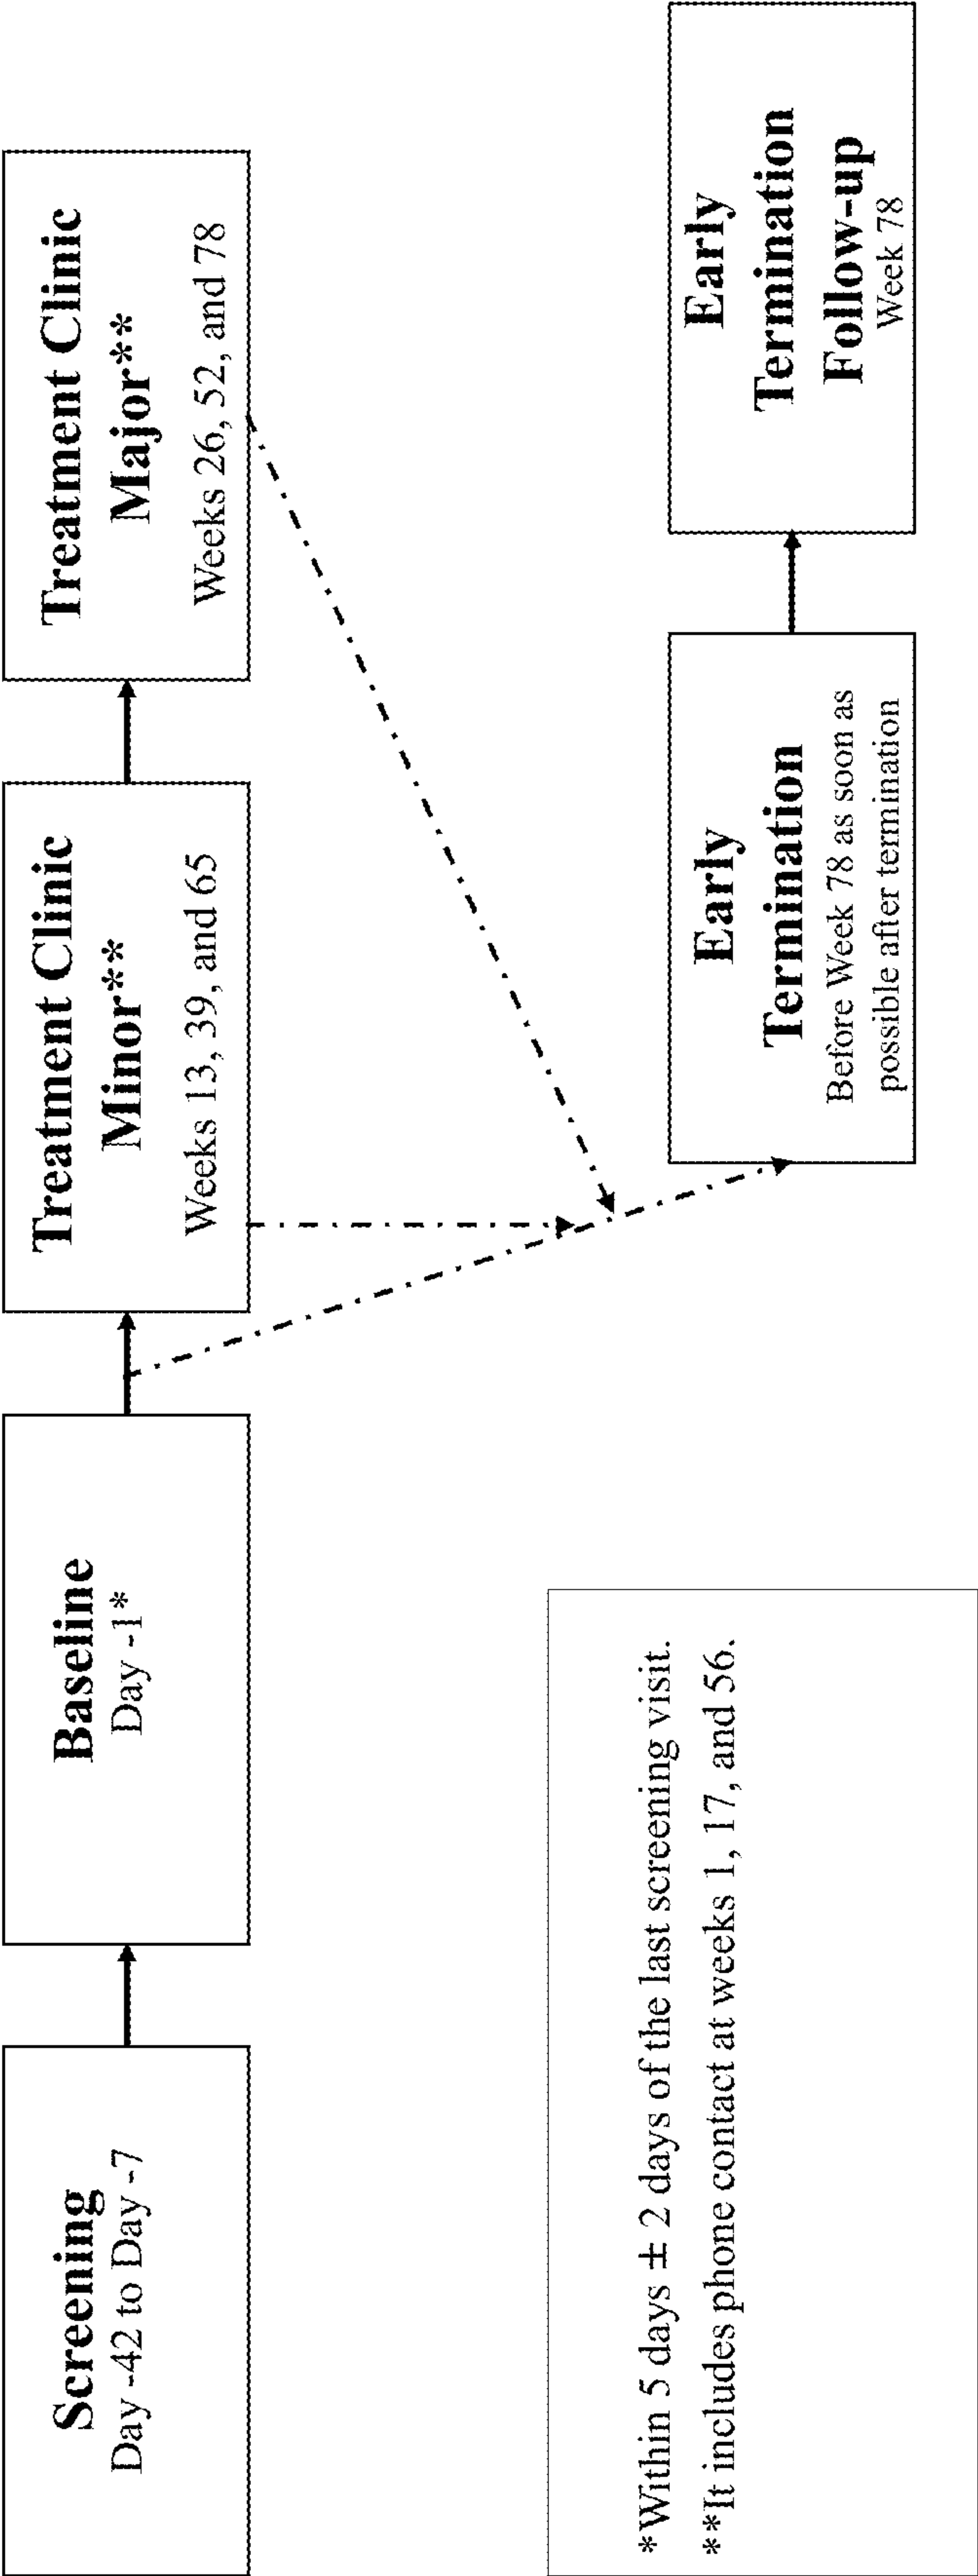 Screening
Day -42 to Day -7
Baseline
Day -1*
Treatment Clinic
Minor**
Weeks 13, 39, and 65
Treatment Clinic
Major**
Weeks 26, 52, and 78
Early
Termination
Before Week 78 as soon as
possible after termination
Early
Termination
Follow-up
Week 78
*Within 5 days ± 2 days of the last screening visit.
**It includes phone contact at weeks 1, 17, and 56.